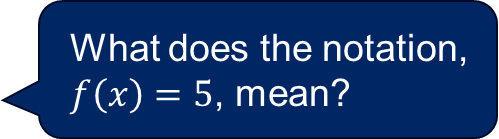 What does the notation,
𝑓(𝑥) = 5, mean?